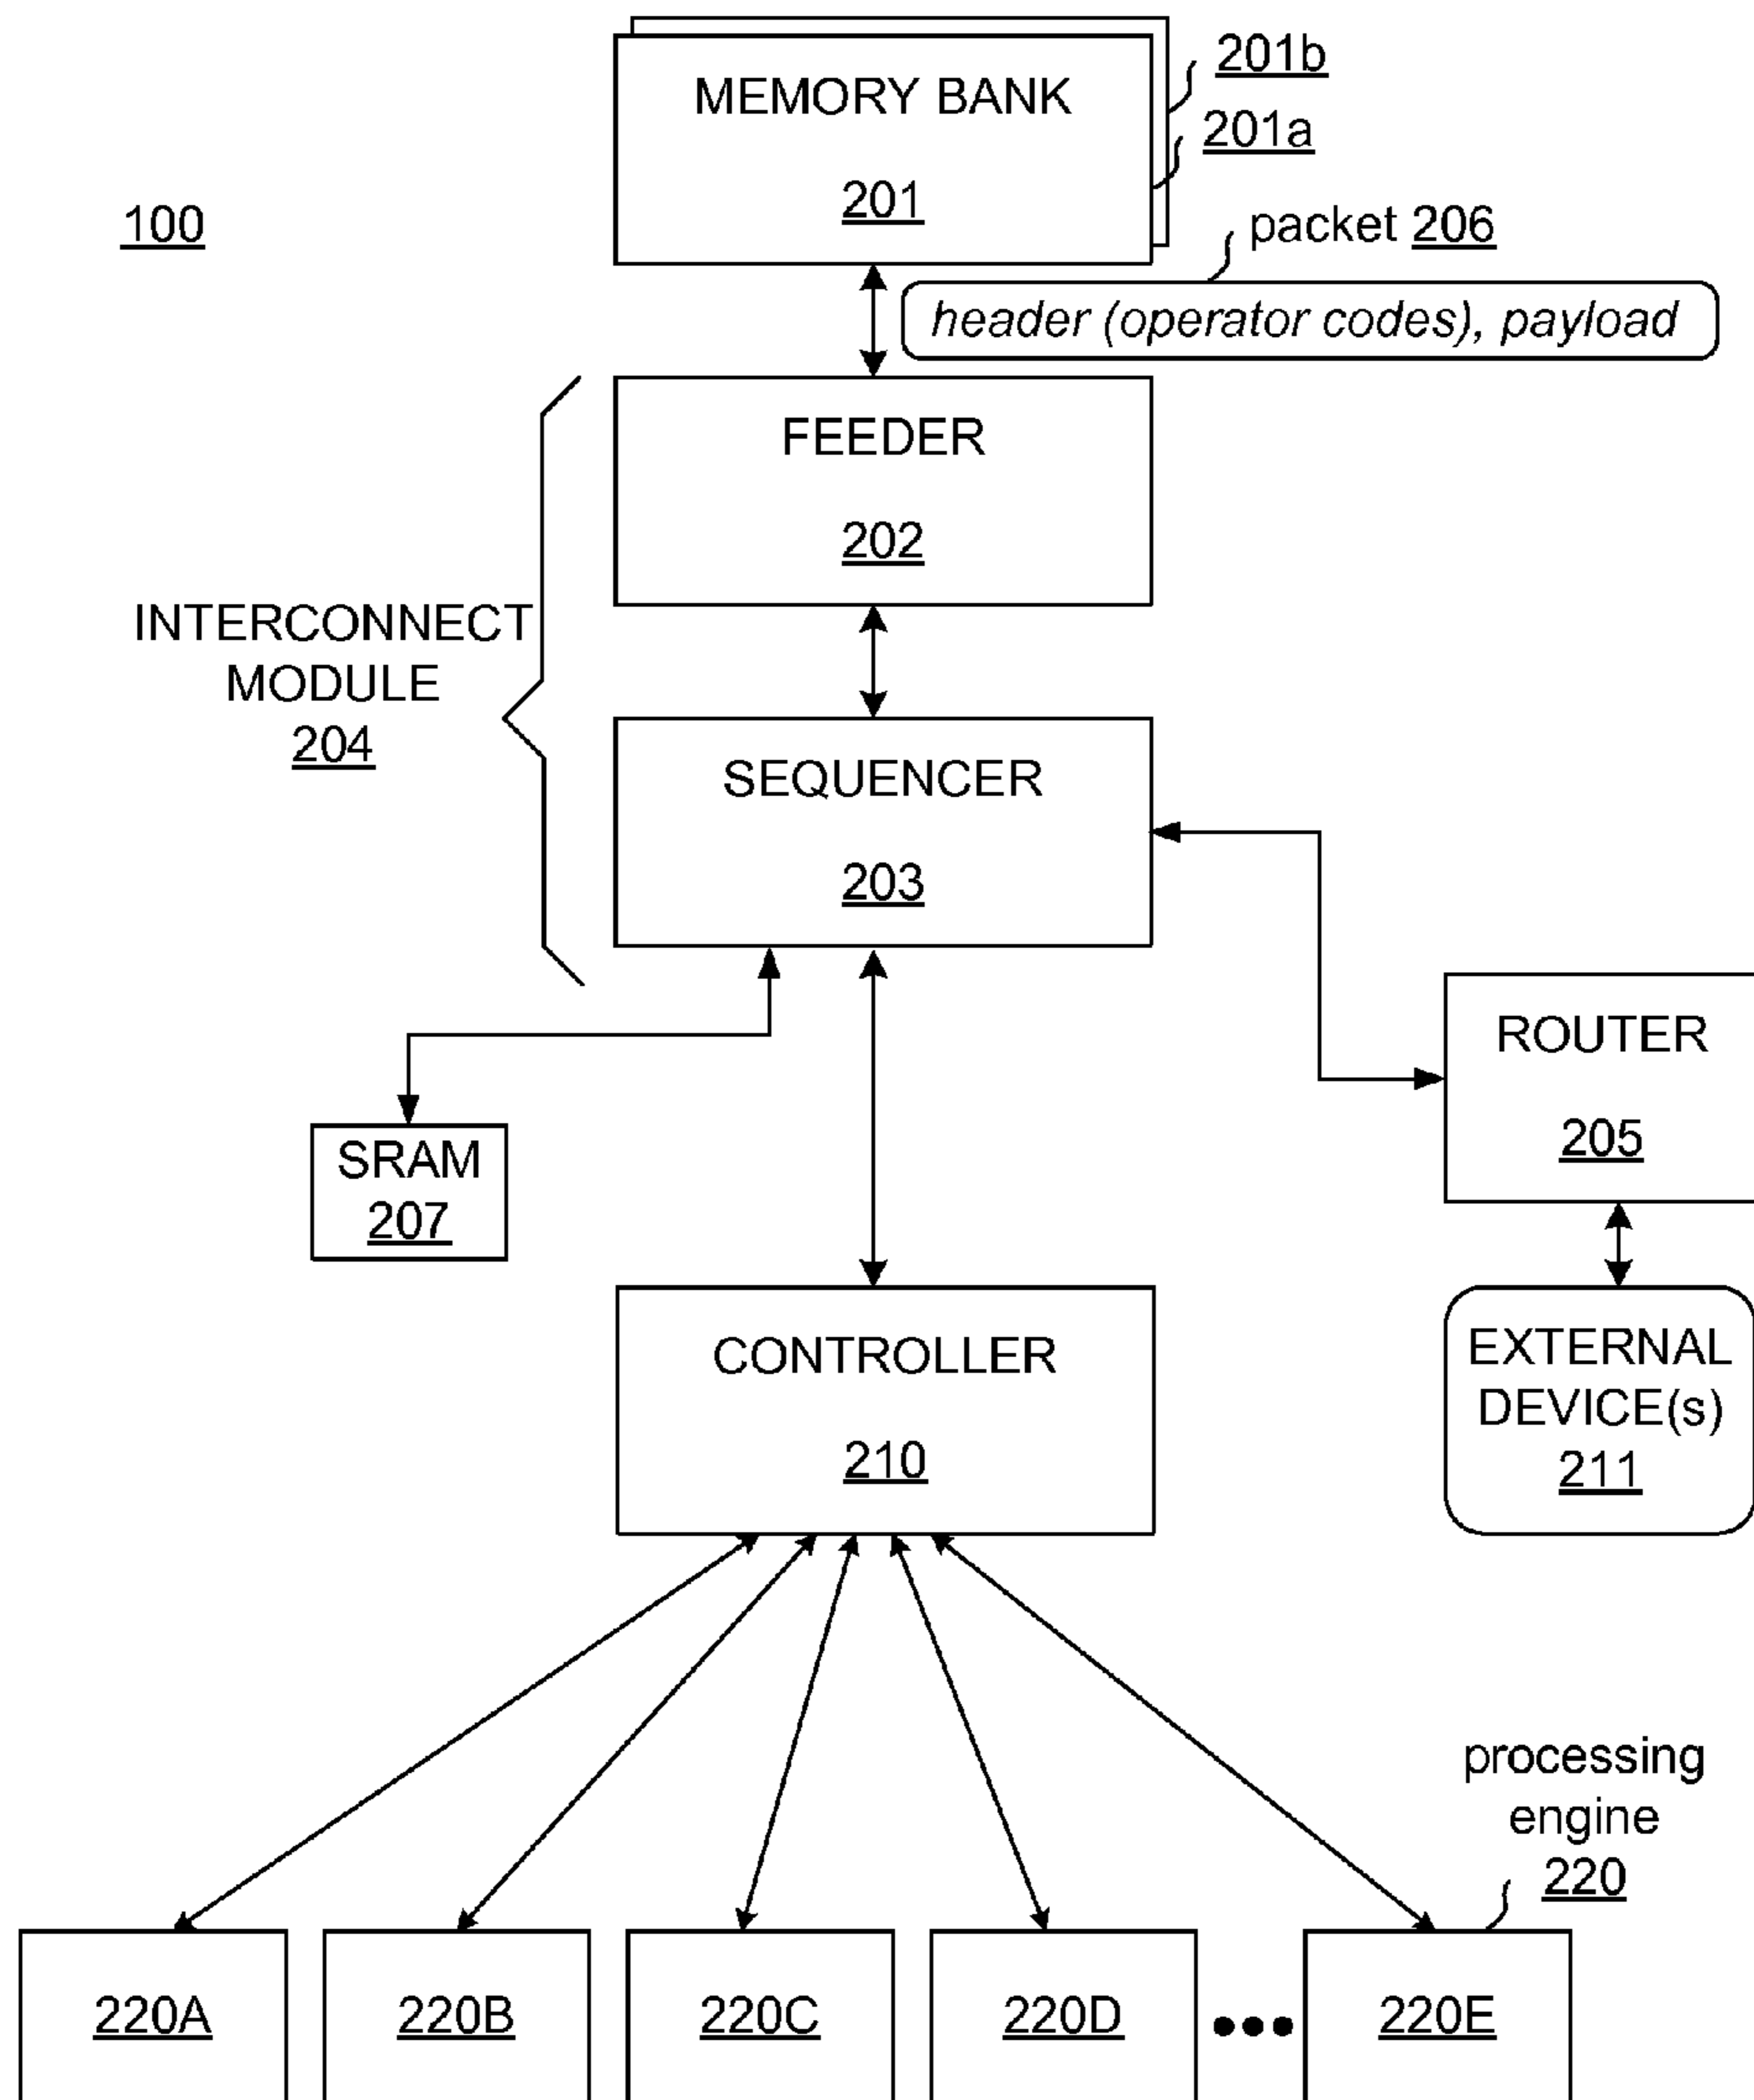 201b
MEMORY BANK
201a
201
100
packet 206
header (operator codes), payload
FEEDER
202
INTERCONNECT
MODULE
204
SEQUENCER
203
ROUTER
205
SRAM
207
CONTROLLER
210
EXTERNAL
DEVICE(s)
211
processing
engine
220
220A
220B
220C
220D
220E